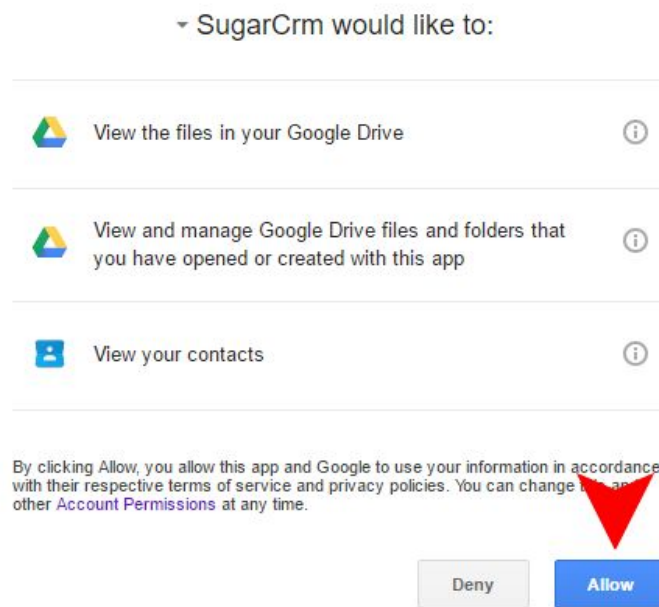 SugarCrm would like to:
View the files in your Google Drive
View and manage Google Drive files and folders that
you have opened or created with this app
View your contacts
By clicking Allow, you allow this app and Google to use your information in accordance
with their respective terms of service and privacy policies. You can change
other Account Permissions at any time.
Deny
Allow